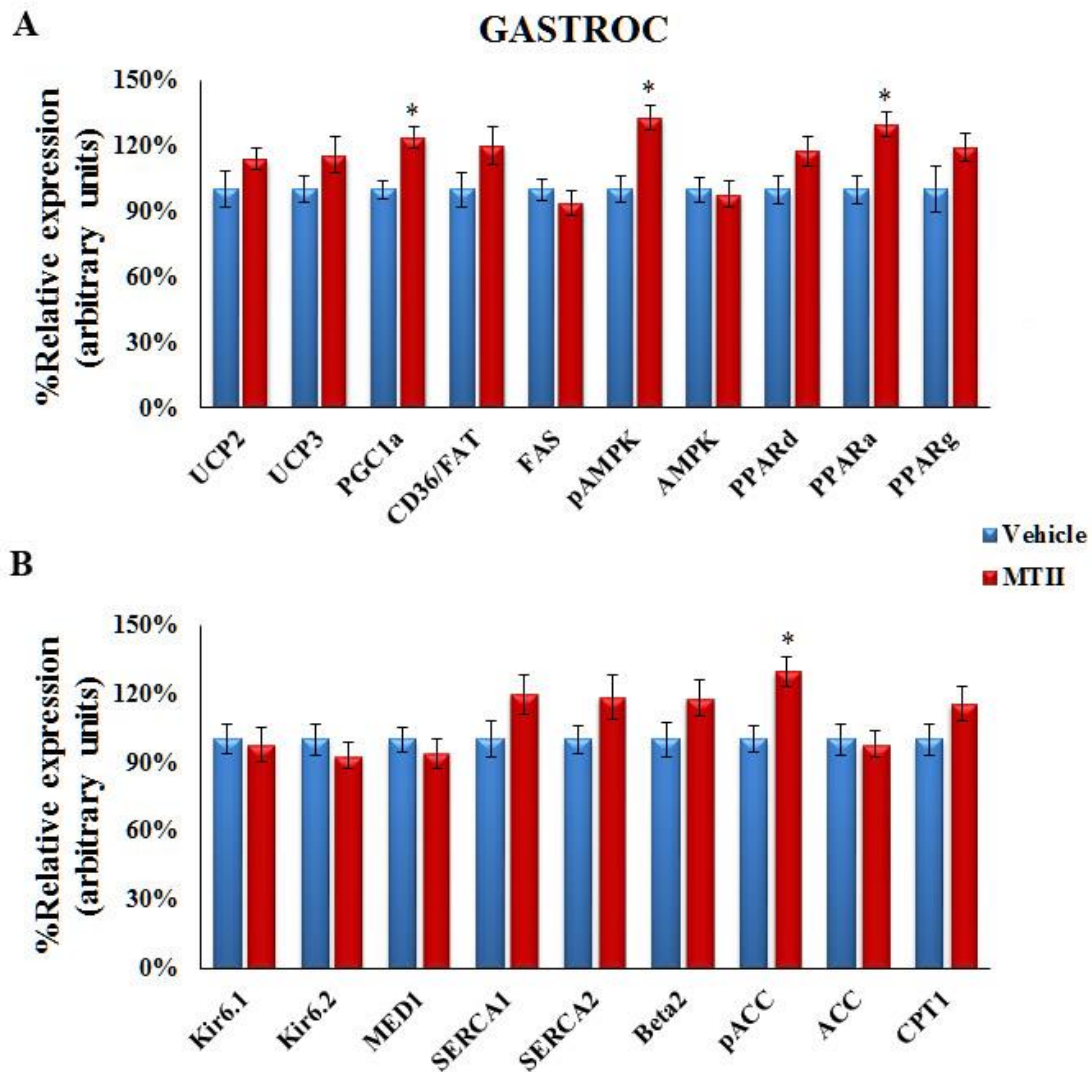 A
GASTROC
%Relative expression
(arbitrary units)
150%
120%
90%
60%
30%
0%
UCP2
UCP3
PGC1a
CD36/FAT
FAS
pAMPK
AMPK
PPARd
PPARa
PPARg
*
*
*
Vehicle
MTII
B
%Relative expression
(arbitrary units)
150%
120%
90%
60%
30%
0%
*
Kir6.1
Kir6.2
MED1
SERCA1
SERCA2
Beta2
pACC
ACC
CPT1